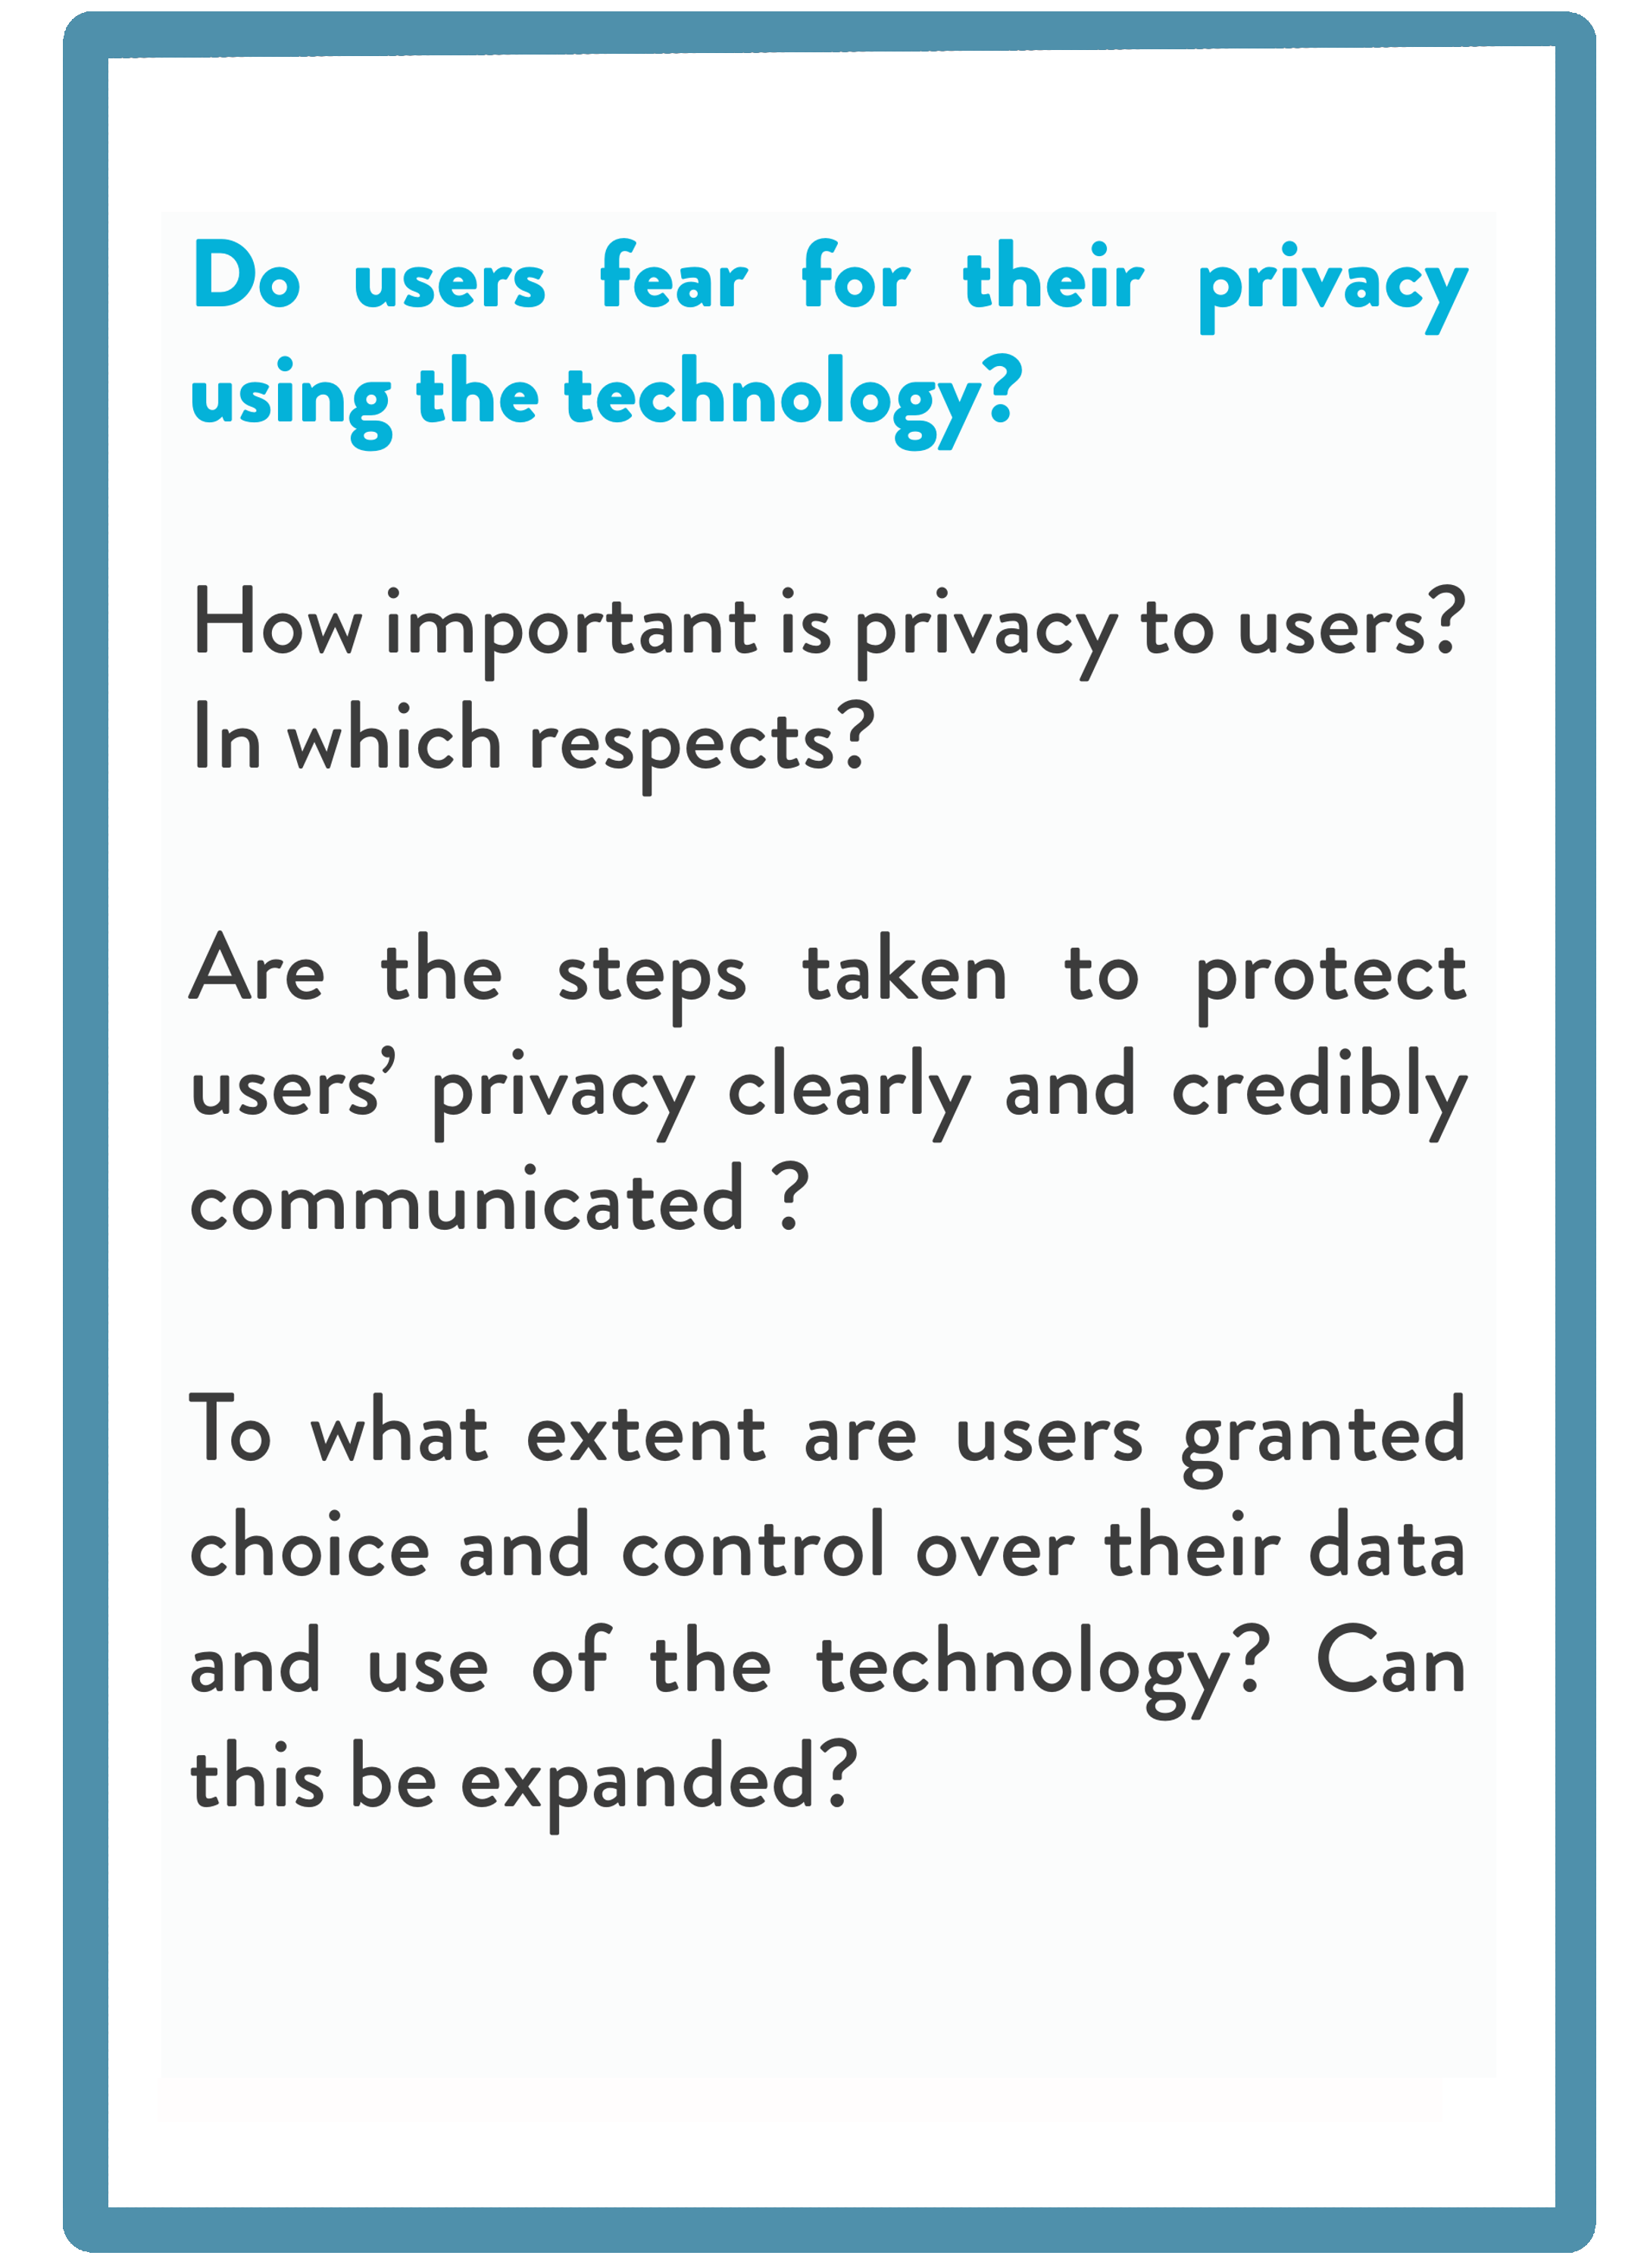 Do users fear for their privacy
using the technology?
How important is privacy to users?
In which respects?
Are the steps taken to protect
users’ privacy clearly and credibly
communicated ?
To what extent are users granted
choice and control over their data
and use of the technology? Can
this be expanded?